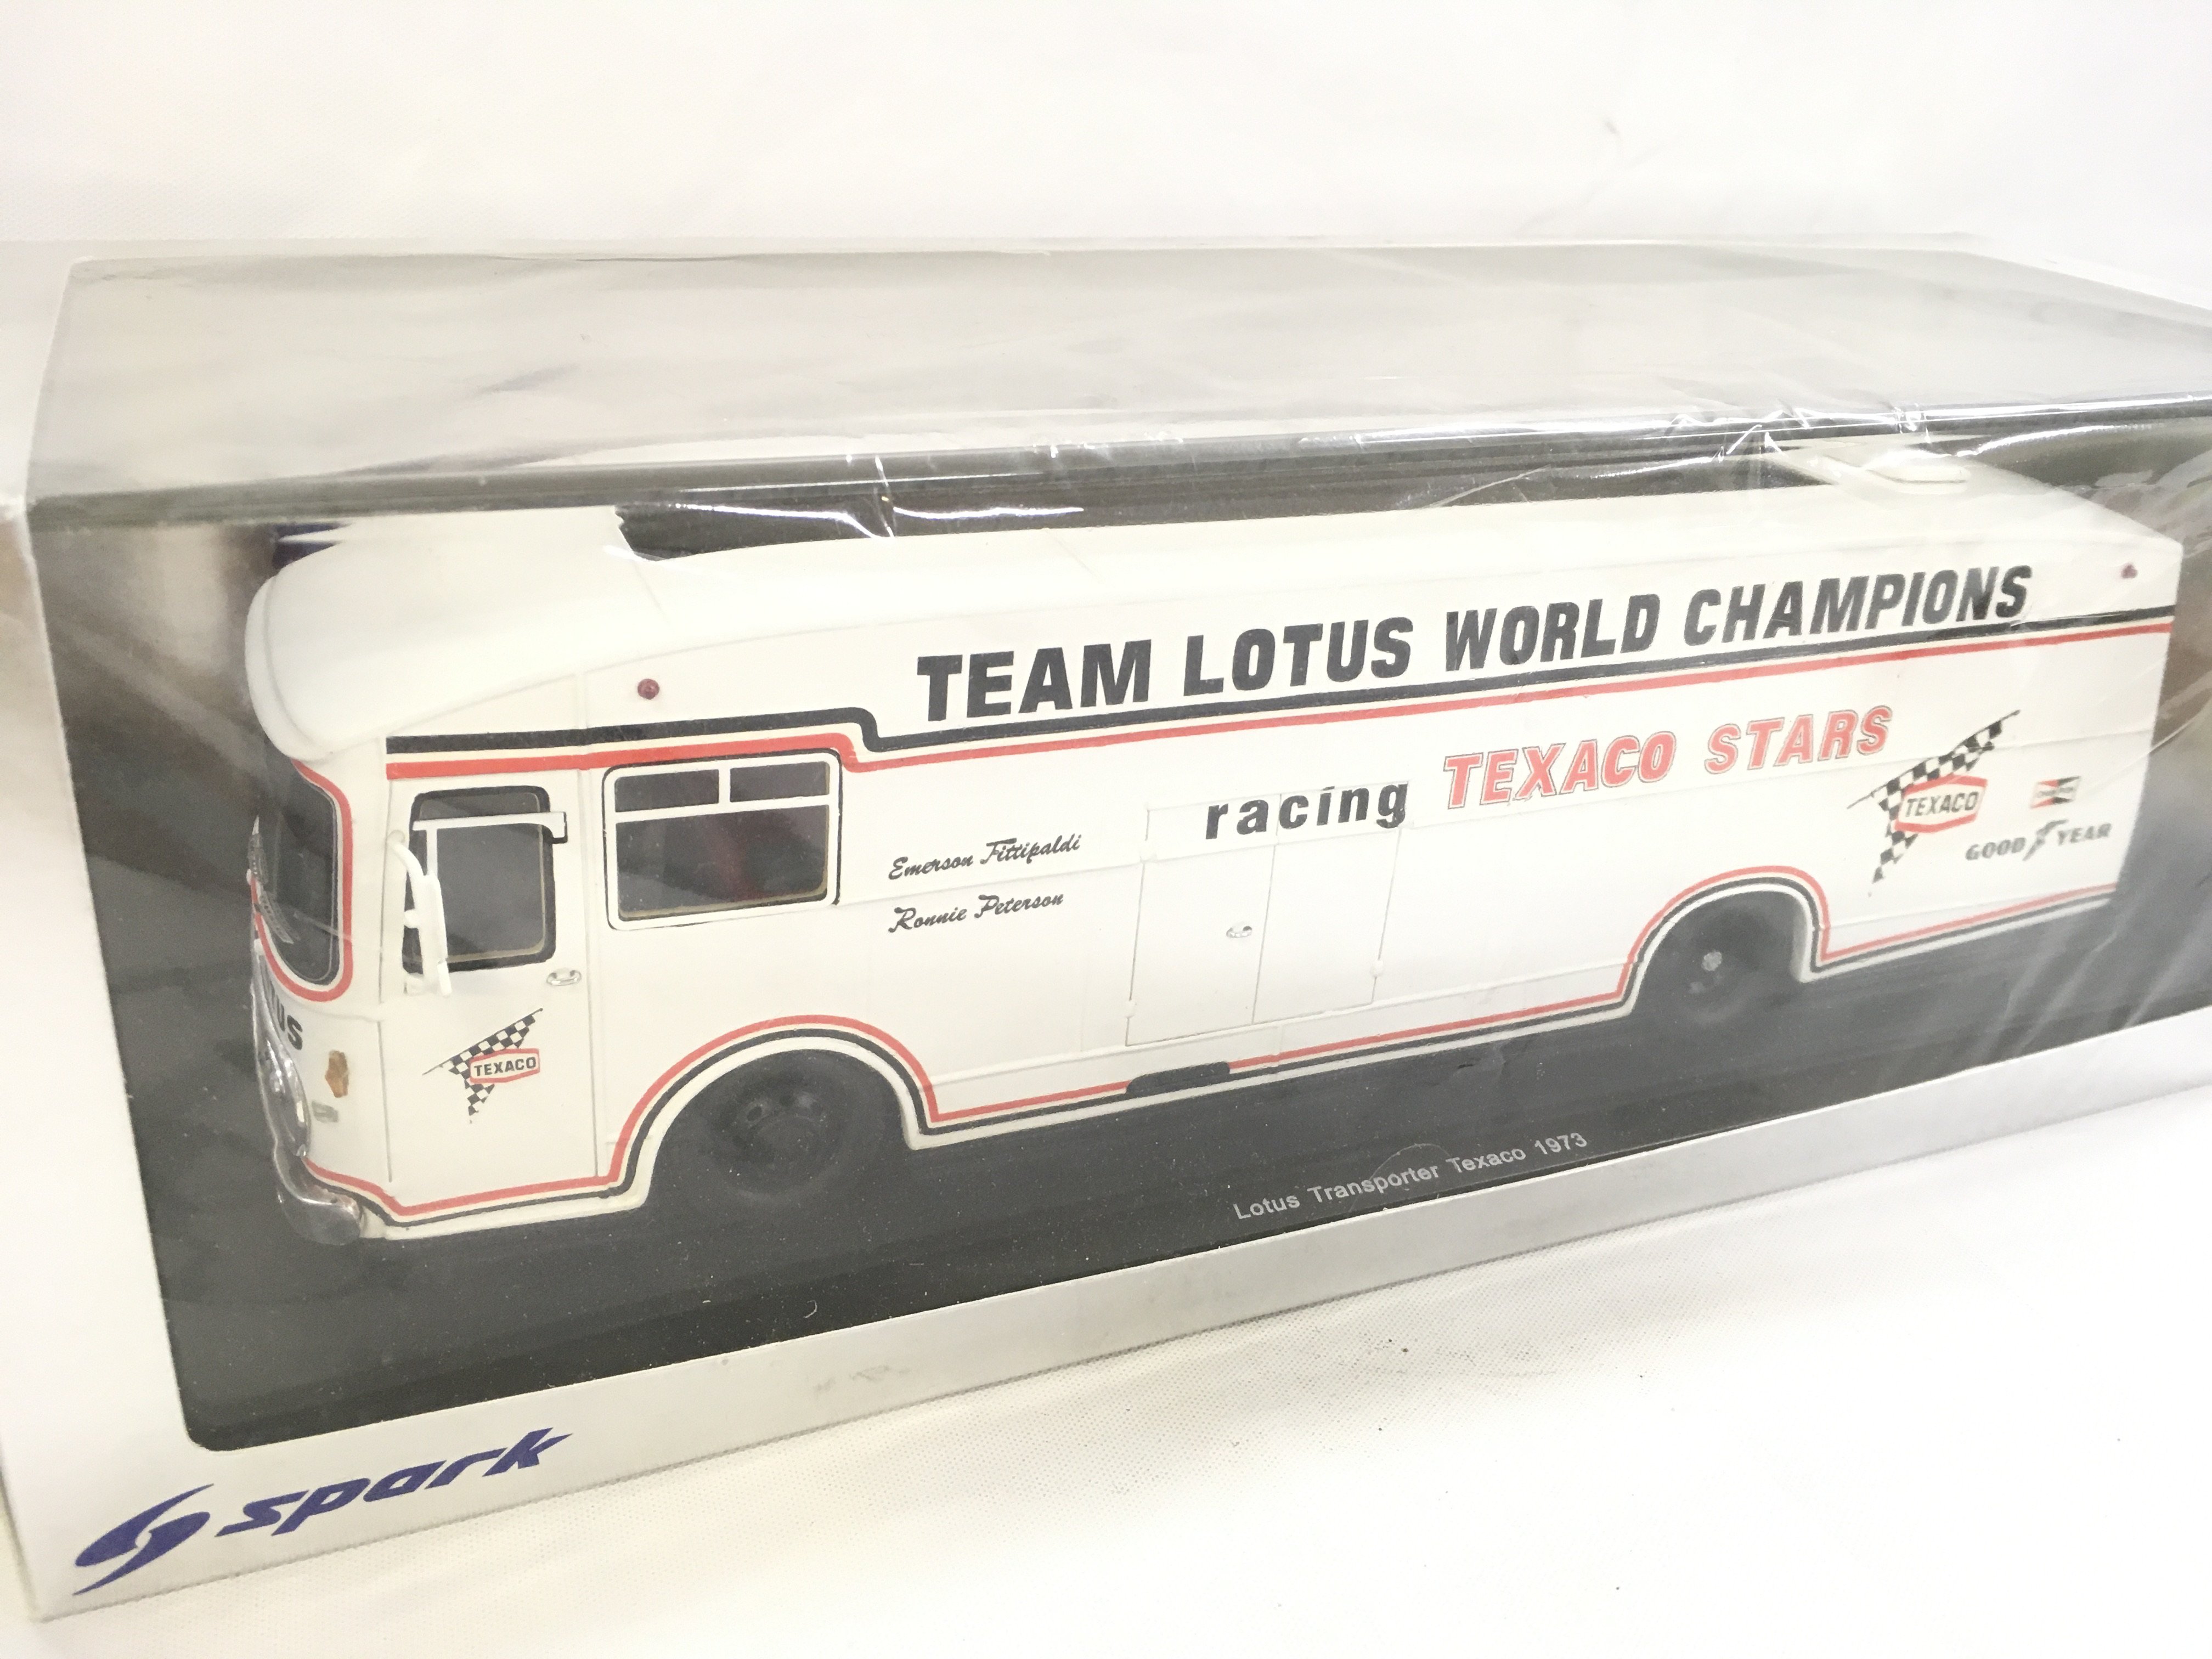 TEAM LOTUS WORLD CHAMPIONS
racing TEXACO STARS
TEXACO
GOOD YEAR
Emerson Fittipaldi
Ronnie Peterson
TEXACO
Lotus Transporter Texaco 1973
spark